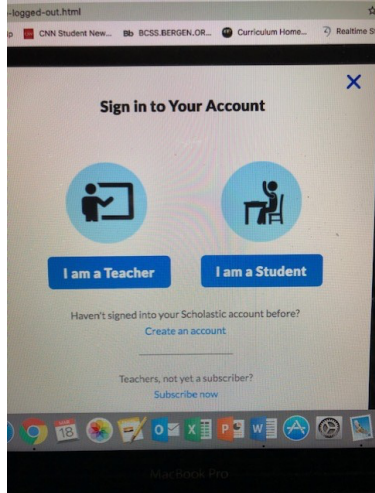 -logged-out.html
CNN Student New... Bb BCSS.BERGEN.OR... Curriculum Home... Realtime S
Sign in to Your Account
I am a Teacher I am a Student
Haven't signed into your Scholastic account before?
Create an account
Teachers, not yet a subscriber?
Subscribe now
18
MacBook Pro